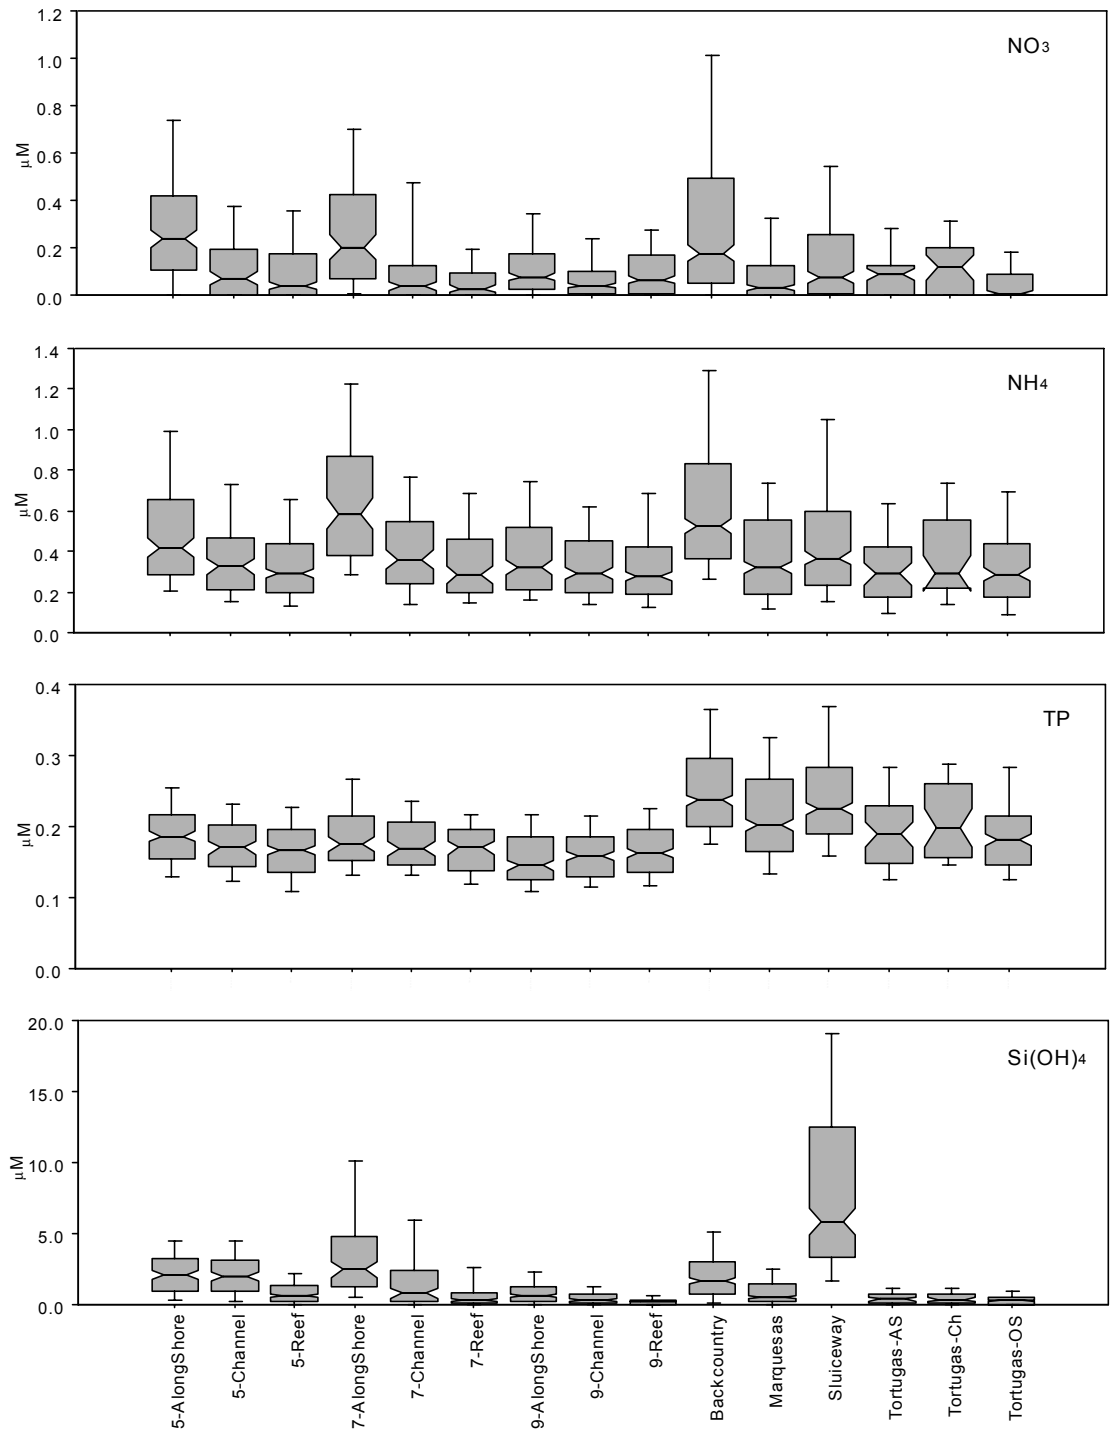 1.2
1.0
0.8
0.6
0.4
0.2
0.0
μM
NO3
1.4
1.2
1.0
0.8
0.6
0.4
0.2
0.0
μM
NH4
0.4
0.3
0.2
0.1
0.0
μM
TP
20.0
15.0
10.0
5.0
0.0
μM
Si(OH)4
5-AlongShore
5-Channel
5-Reef
7-AlongShore
7-Channel
7-Reef
9-AlongShore
9-Channel
9-Reef
Backcountry
Marquesas
Sluiceway
Tortugas-AS
Tortugas-Ch
Tortugas-OS